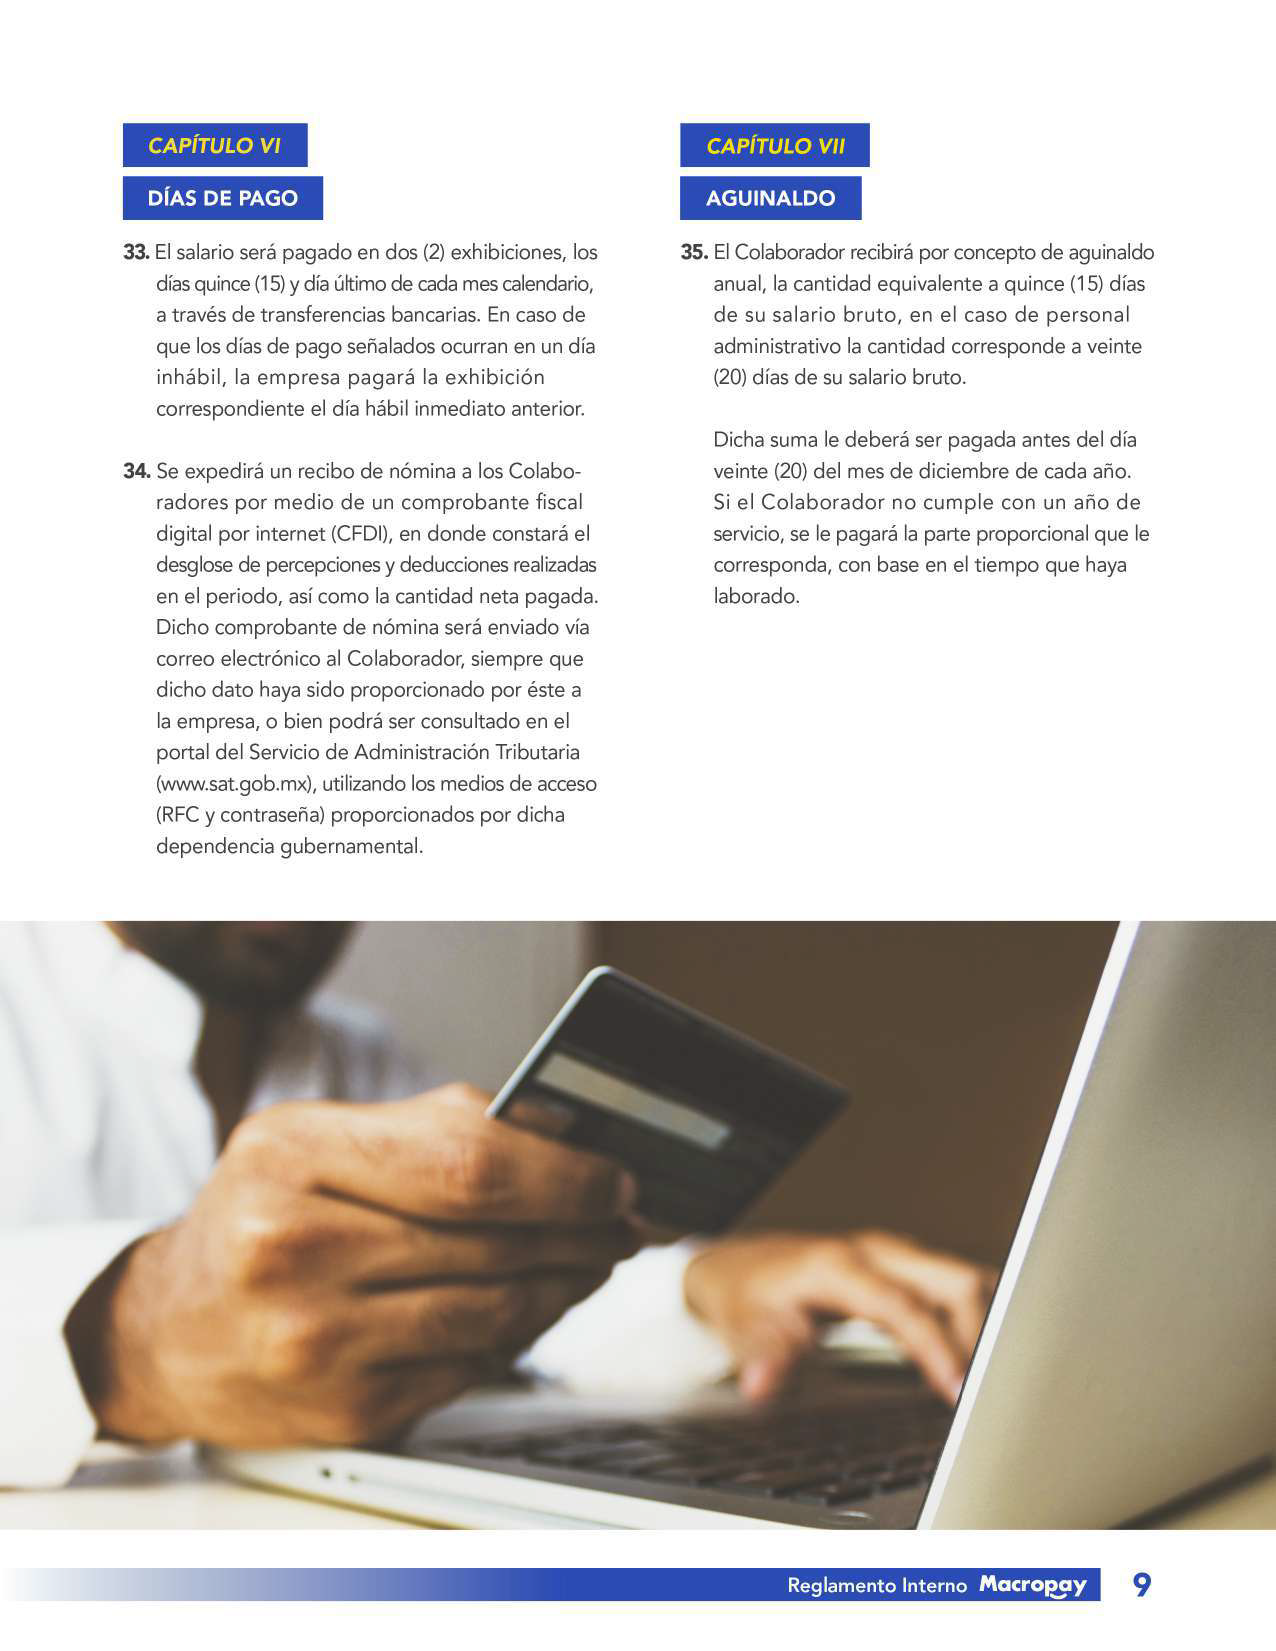 CAPÍTULO VI
DÍAS DE PAGO
33. El salario será pagado en dos (2) exhibiciones, los
días quince (15) y día último de cada mes calendario,
a través de transferencias bancarias. En caso de
que los días de pago señalados ocurran en un día
inhábil, la empresa pagará la exhibición
correspondiente el día hábil inmediato anterior.
34. Se expedirá un recibo de nómina a los Colabo-
radores por medio de un comprobante fiscal
digital por internet (CFDI), en donde constará el
desglose de percepciones y deducciones realizadas
en el periodo, así como la cantidad neta pagada.
Dicho comprobante de nómina será enviado vía
correo electrónico al Colaborador, siempre que
dicho dato haya sido proporcionado por éste a
la empresa, o bien podrá ser consultado en el
portal del Servicio de Administración Tributaria
(www.sat.gob.mx), utilizando los medios de acceso
(RFC y contraseña) proporcionados por dicha
dependencia gubernamental.
CAPÍTULO VII
AGUINALDO
35. El Colaborador recibirá por concepto de aguinaldo
anual, la cantidad equivalente a quince (15) días
de su salario bruto, en el caso de personal
administrativo la cantidad corresponde a veinte
(20) días de su salario bruto.
Dicha suma le deberá ser pagada antes del día
veinte (20) del mes de diciembre de cada año.
Si el Colaborador no cumple con un año de
servicio, se le pagará la parte proporcional que le
corresponda, con base en el tiempo que haya
laborado.
Reglamento Interno Macropay 9